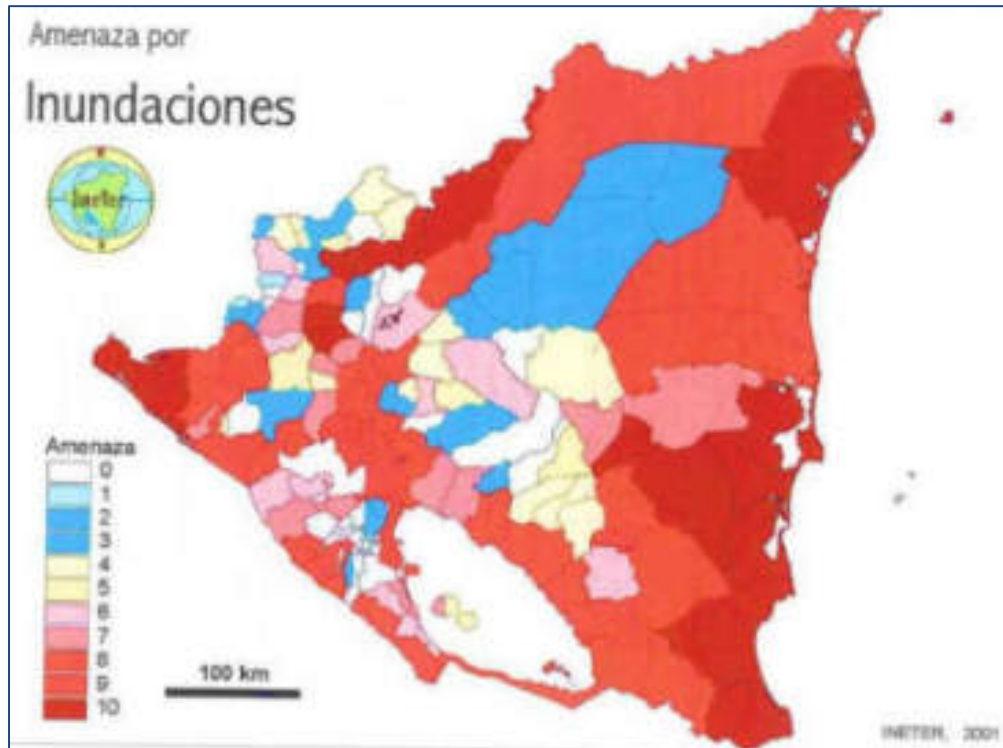 Amenaza por
Inundaciones
Ineter
Amenaza
0
1
2
3
4
5
6
7
8
9
10
100 km
INETER, 2001